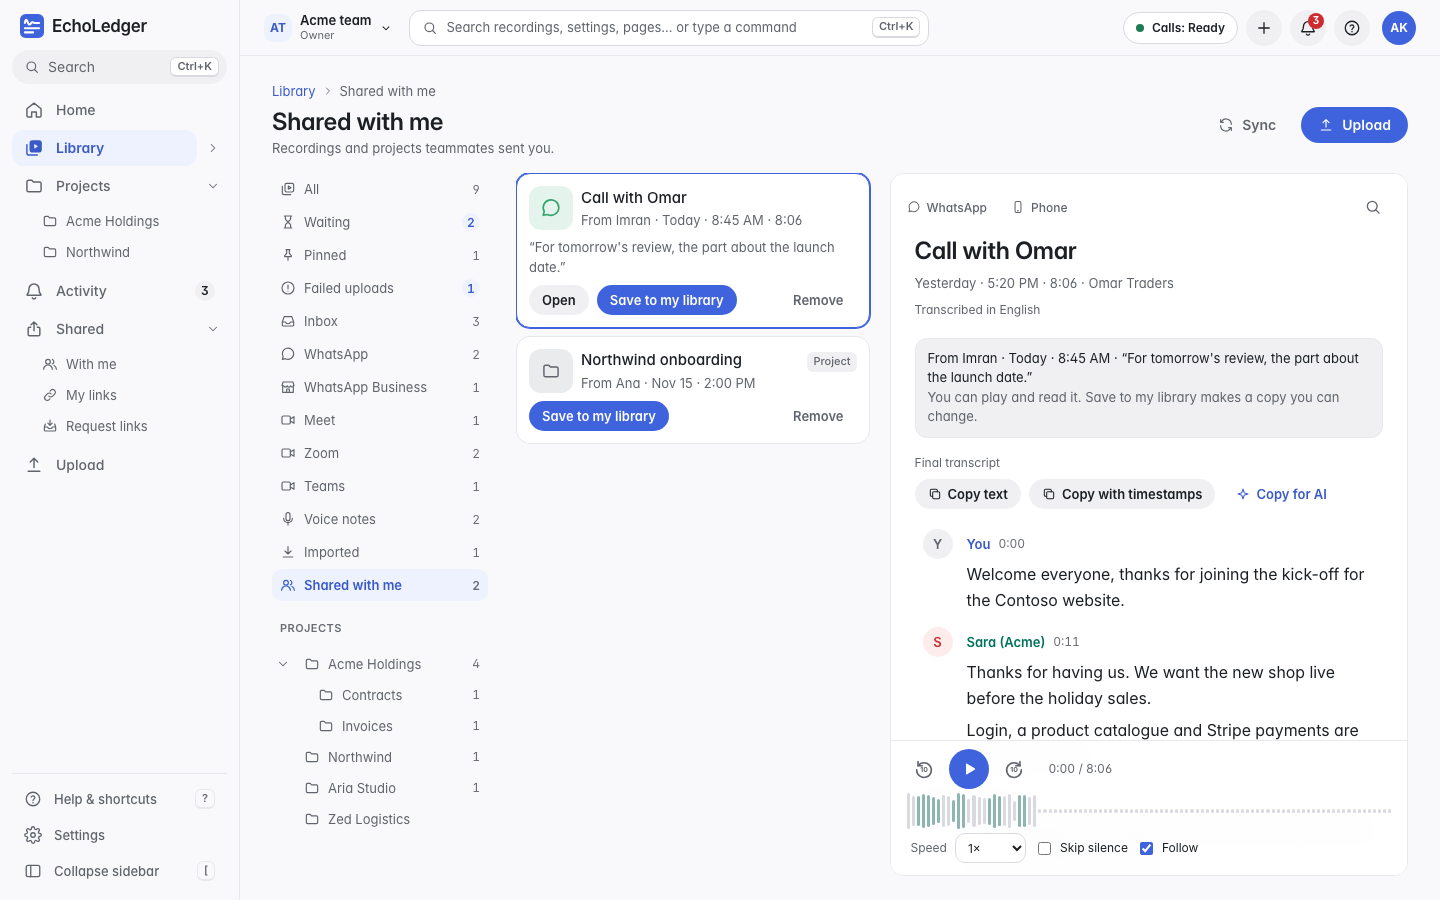 EchoLedger
Search
Ctrl+K
Home
Library
Projects
Acme Holdings
Northwind
Activity
3
Shared
With me
My links
Request links
Upload
Help & shortcuts
?
Settings
Collapse sidebar
[
AT
Acme team
Owner
Search recordings, settings, pages... or type a command
Ctrl+K
Calls: Ready
3
AK
Library
Shared with me
Shared with me
Recordings and projects teammates sent you.
Sync
Upload
All 9
Waiting 2
Pinned 1
Failed uploads 1
Inbox 3
WhatsApp 2
WhatsApp Business 1
Meet 1
Zoom 2
Teams 1
Voice notes 2
Imported 1
Shared with me 2
PROJECTS
Acme Holdings 4
Contracts 1
Invoices 1
Northwind 1
Aria Studio 1
Zed Logistics
Call with Omar
From Imran · Today · 8:45 AM · 8:06
“For tomorrow's review, the part about the launch
date.”
Open
Save to my library
Remove
Northwind onboarding
Project
From Ana · Nov 15 · 2:00 PM
Save to my library
Remove
WhatsApp
Phone
Call with Omar
Yesterday · 5:20 PM · 8:06 · Omar Traders
Transcribed in English
From Imran · Today · 8:45 AM · “For tomorrow's review, the part about
the launch date.”
You can play and read it. Save to my library makes a copy you can
change.
Final transcript
Copy text
Copy with timestamps
Copy for AI
Y
You 0:00
Welcome everyone, thanks for joining the kick-off for
the Contoso website.
S
Sara (Acme) 0:11
Thanks for having us. We want the new shop live
before the holiday sales.
Login, a product catalogue and Stripe payments are
10
10
0:00 / 8:06
Speed
1×
Skip silence
Follow